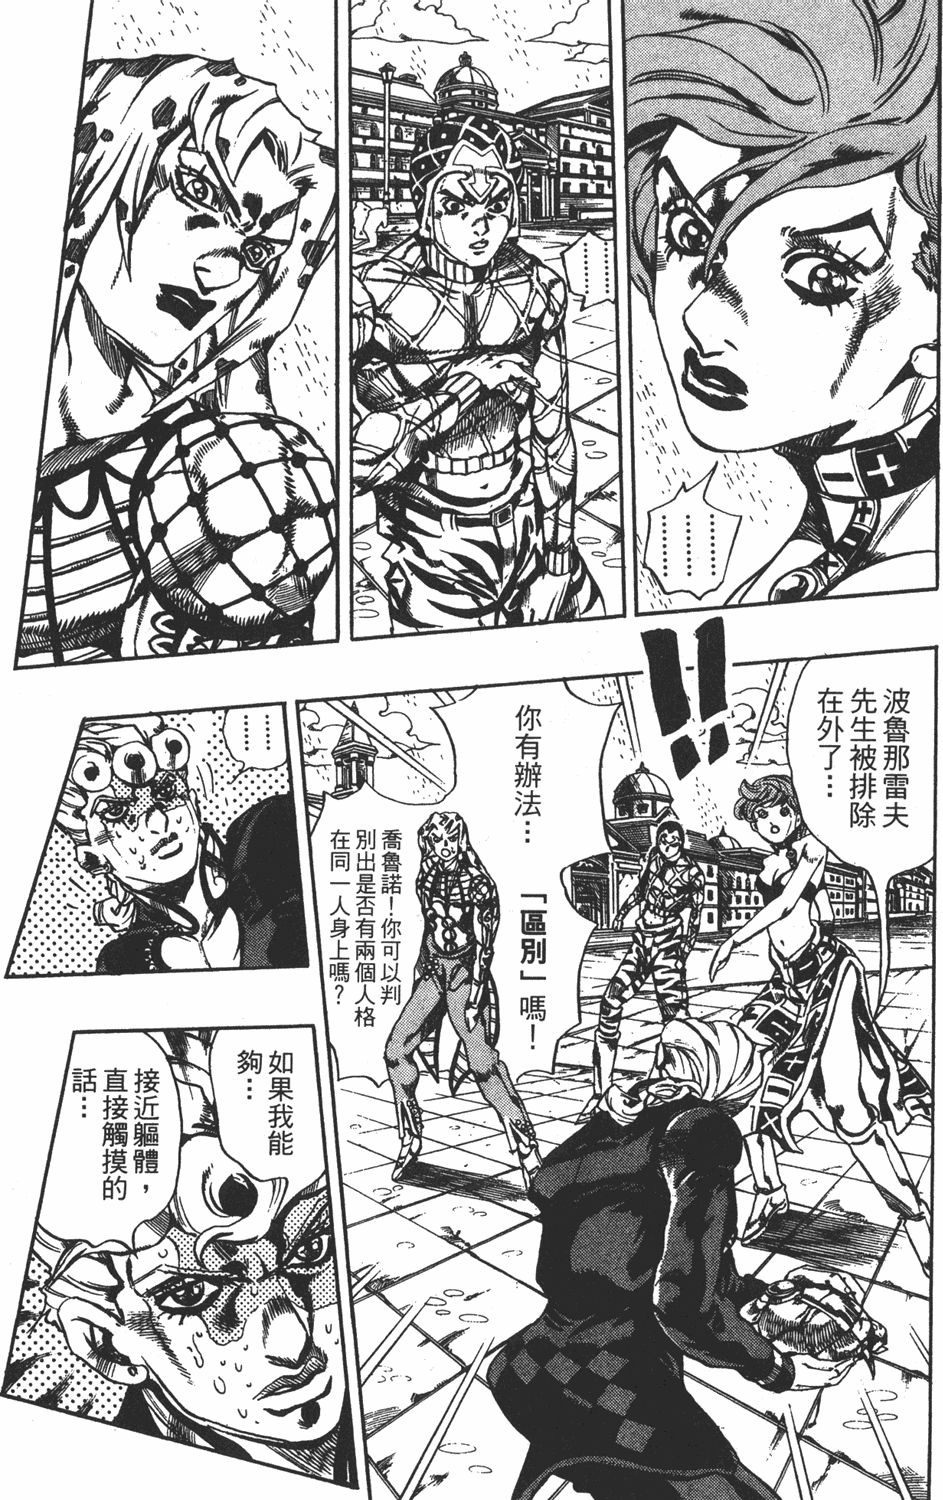 ⋯⋯⋯⋯
⋯⋯⋯⋯
⋯⋯
⋯⋯
!!
波魯那雷夫
先生被排除
在外了⋯
你有辦法⋯
「區別」嗎！
喬魯諾！你可以判
別出是否有兩個人格
在同一人身上嗎？
⋯⋯
⋯⋯
如果我能
夠⋯
接近軀體，
直接觸摸的
話⋯